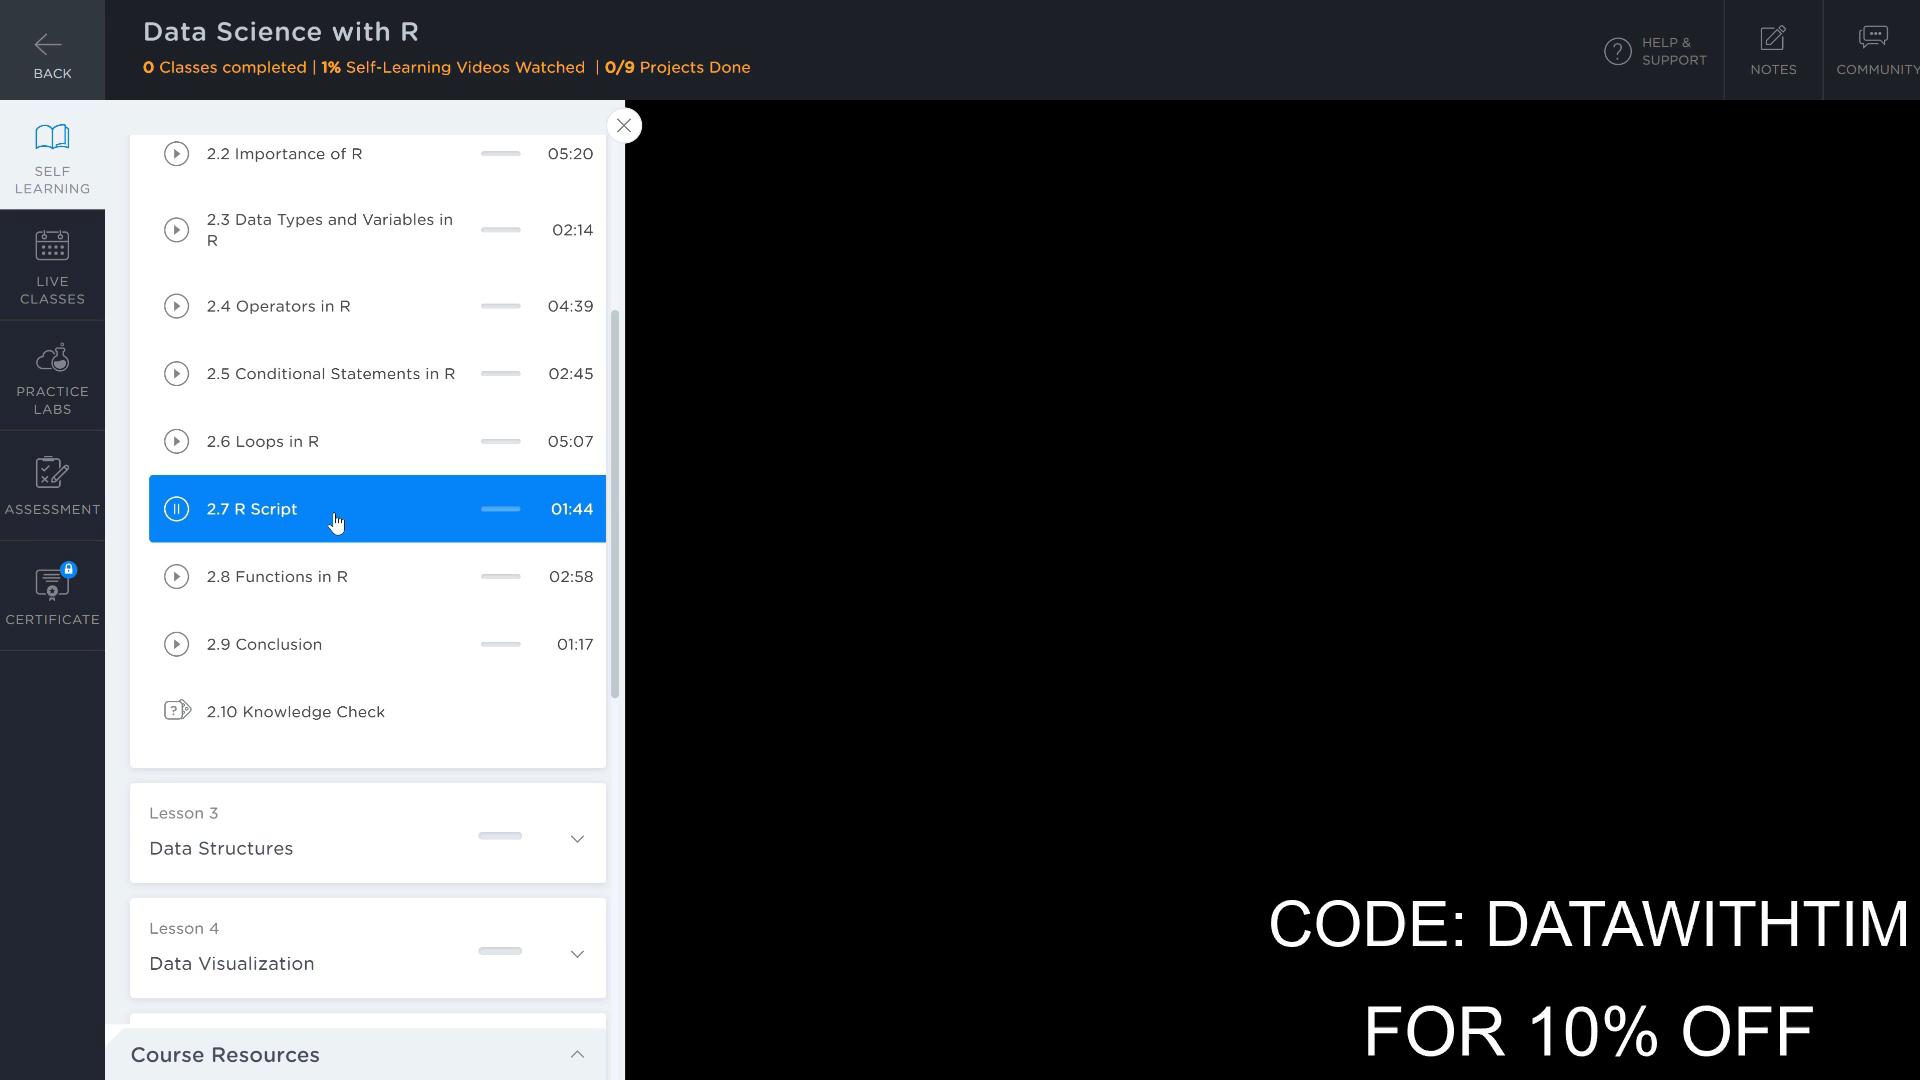 BACK
Data Science with R
0 Classes completed | 1% Self-Learning Videos Watched | 0/9 Projects Done
HELP &
SUPPORT
NOTES
COMMUNITY
SELF
LEARNING
LIVE
CLASSES
PRACTICE
LABS
ASSESSMENT
CERTIFICATE
2.2 Importance of R 05:20
2.3 Data Types and Variables in
R 02:14
2.4 Operators in R 04:39
2.5 Conditional Statements in R 02:45
2.6 Loops in R 05:07
2.7 R Script 01:44
2.8 Functions in R 02:58
2.9 Conclusion 01:17
2.10 Knowledge Check
Lesson 3
Data Structures
Lesson 4
Data Visualization
Course Resources
CODE: DATAWITHTIM
FOR 10% OFF